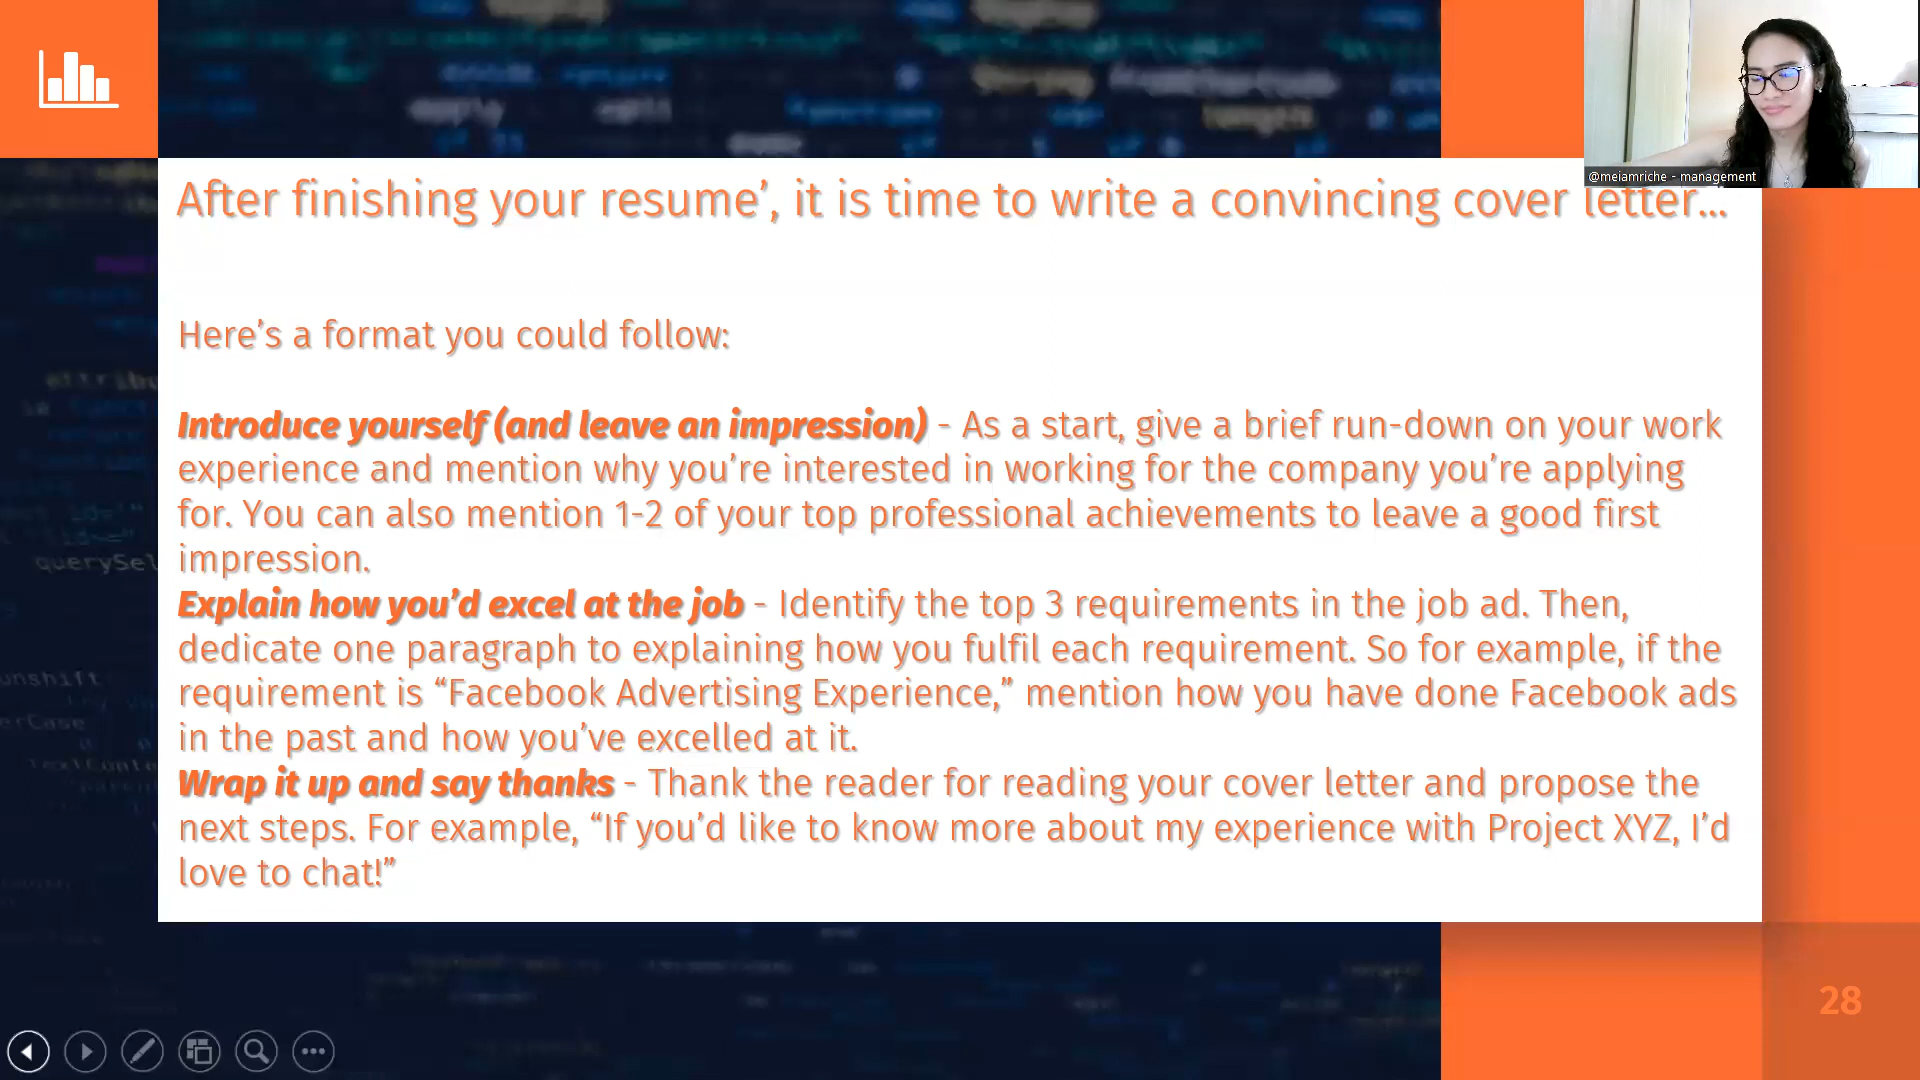 @meiamriche - management
After finishing your resume’, it is time to write a convincing cover letter...
Here’s a format you could follow:
Introduce yourself (and leave an impression) - As a start, give a brief run-down on your work
experience and mention why you’re interested in working for the company you’re applying
for. You can also mention 1-2 of your top professional achievements to leave a good first
impression.
Explain how you’d excel at the job - Identify the top 3 requirements in the job ad. Then,
dedicate one paragraph to explaining how you fulfil each requirement. So for example, if the
requirement is “Facebook Advertising Experience,” mention how you have done Facebook ads
in the past and how you’ve excelled at it.
Wrap it up and say thanks - Thank the reader for reading your cover letter and propose the
next steps. For example, “If you’d like to know more about my experience with Project XYZ, I’d
love to chat!”
28
apply
unshift
querySel